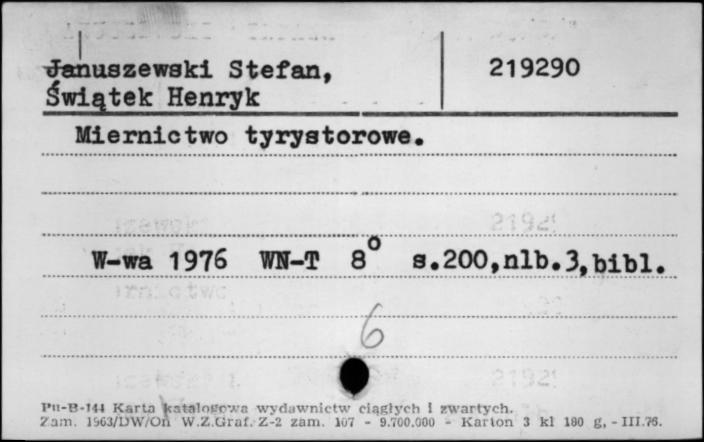 Januszewski Stefan, 219290
Świątek Henryk
Miernictwo tyrystorowe.
W-wa 1976 WN-T 8° s.200,nlb.3,bibl.
6
Pu-B-144 Karta katalogowa wydawnictw ciągłych i zwartych.
Zam. 1963/DW/On W.Z.Graf. Z-2 zam. 107 - 9.700.000 - Karton 3 kl 180 g, - III.76.